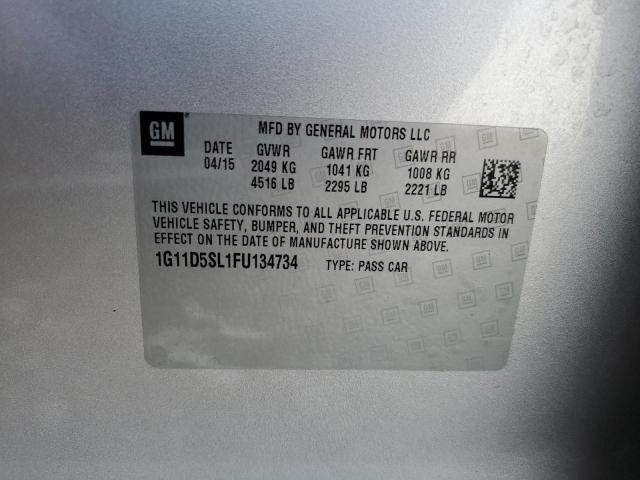 GM
MFD BY GENERAL MOTORS LLC
DATE GVWR GAWR FRT GAWR RR
04/15 2049 KG 1041 KG 1008 KG
4516 LB 2295 LB 2221 LB
THIS VEHICLE CONFORMS TO ALL APPLICABLE U.S. FEDERAL MOTOR
VEHICLE SAFETY, BUMPER, AND THEFT PREVENTION STANDARDS IN
EFFECT ON THE DATE OF MANUFACTURE SHOWN ABOVE.
1G11D5SL1FU134734 TYPE: PASS CAR